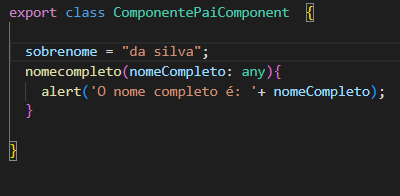 export class ComponentePaiComponent  {
sobrenome = "da silva";
nomecompleto(nomeCompleto: any){
alert('O nome completo é: '+ nomeCompleto);
}
}